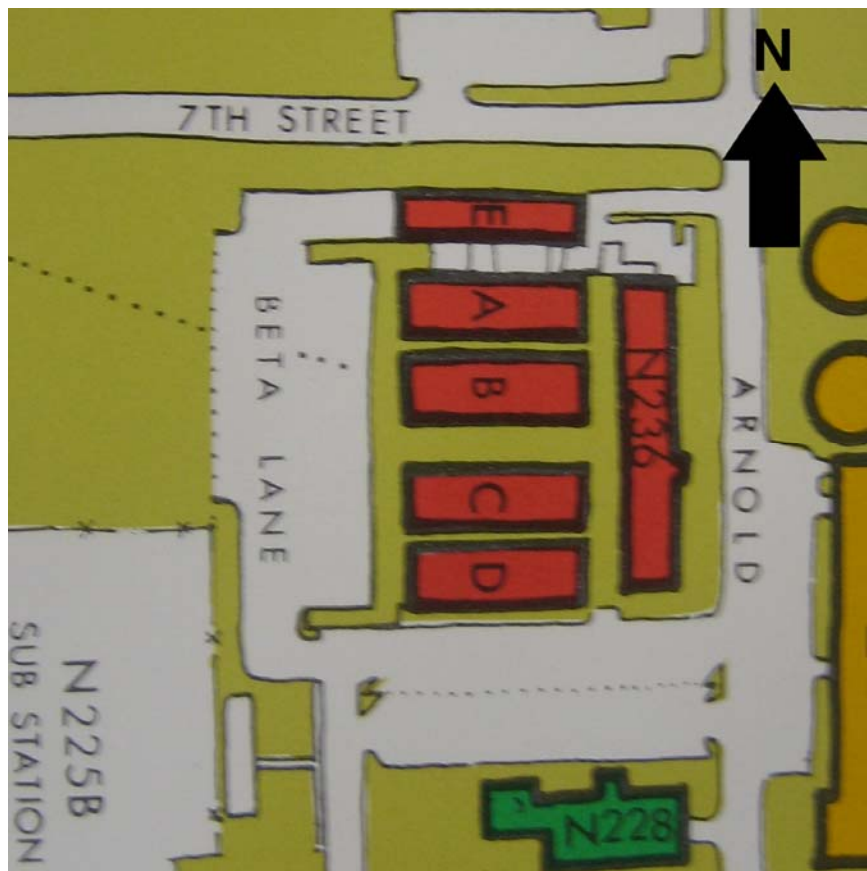 N
7TH STREET
E
A
B
C
D
N236
BETA LANE
ARNOLD
N225B
SUB STATION
N228